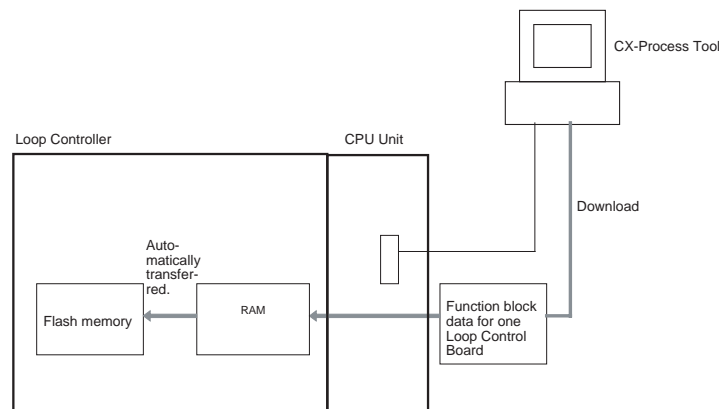 CX-Process Tool
Loop Controller
CPU Unit
Download
Auto-
matically
transfer-
red.
Flash memory
RAM
Function block
data for one
Loop Control
Board